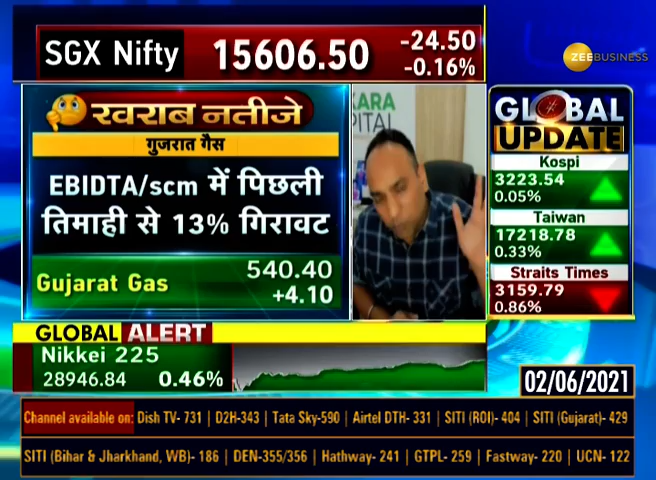 SGX Nifty 15606.50 -24.50
-0.16%
ZEEBUSINESS
खराब नतीजे
गुजरात गैस
EBIDTA/scm में पिछली
तिमाही से 13% गिरावट
Gujarat Gas 540.40
+4.10
KARA
PITAL
GLOBAL
UPDATE
Kospi
3223.54
0.05%
Taiwan
17218.78
0.33%
Straits Times
3159.79
0.86%
GLOBAL ALERT
Nikkei 225
28946.84 0.46%
02/06/2021
Channel available on: Dish TV- 731 | D2H-343 | Tata Sky-590 | Airtel DTH- 331 | SITI (ROI)- 404 | SITI (Gujarat)- 429
SITI (Bihar & Jharkhand, WB)- 186 | DEN-355/356 | Hathway- 241 | GTPL- 259 | Fastway- 220 | UCN- 122